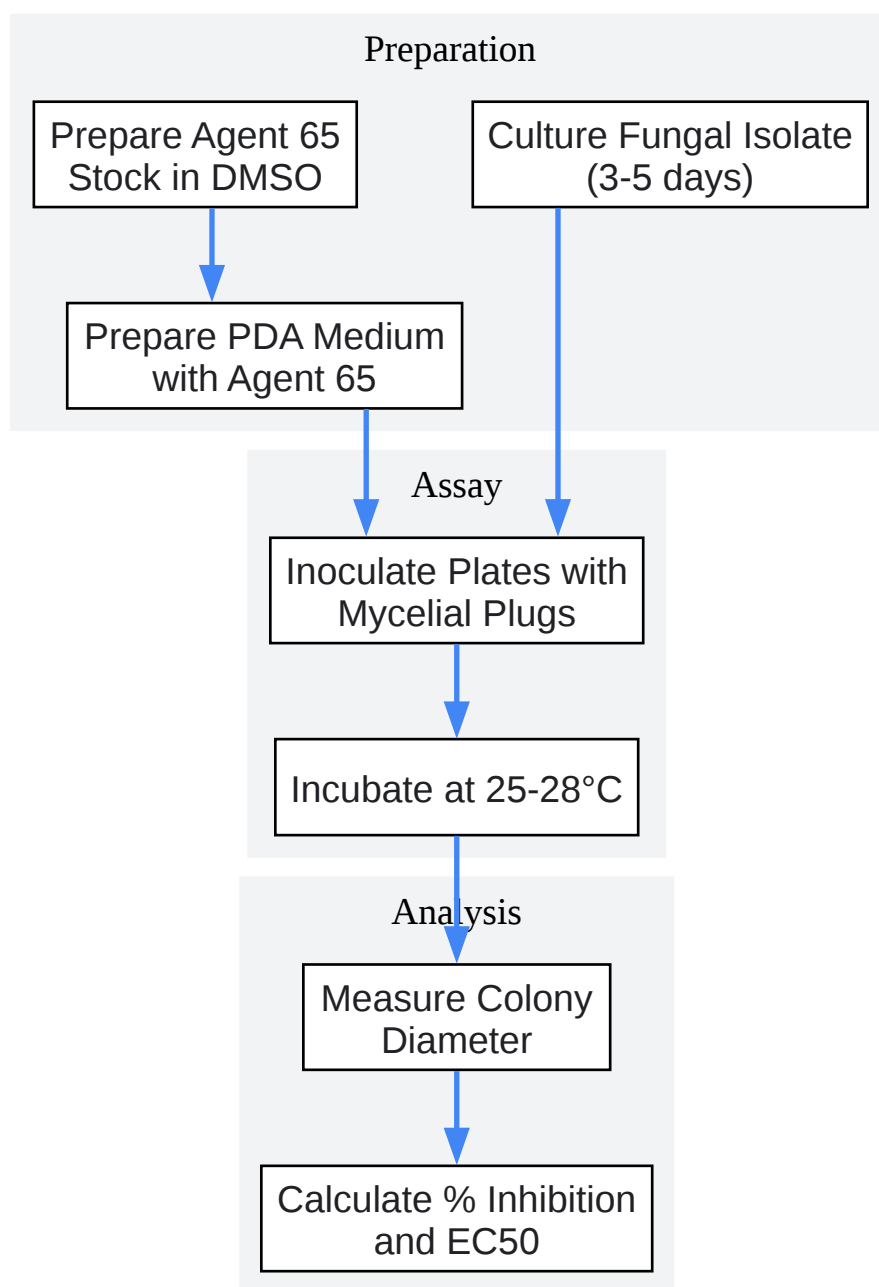 Preparation
Prepare Agent 65
Stock in DMSO
Culture Fungal Isolate
(3-5 days)
Prepare PDA Medium
with Agent 65
Assay
Inoculate Plates with
Mycelial Plugs
Incubate at 25-28°C
Analysis
Measure Colony
Diameter
Calculate % Inhibition
and EC50